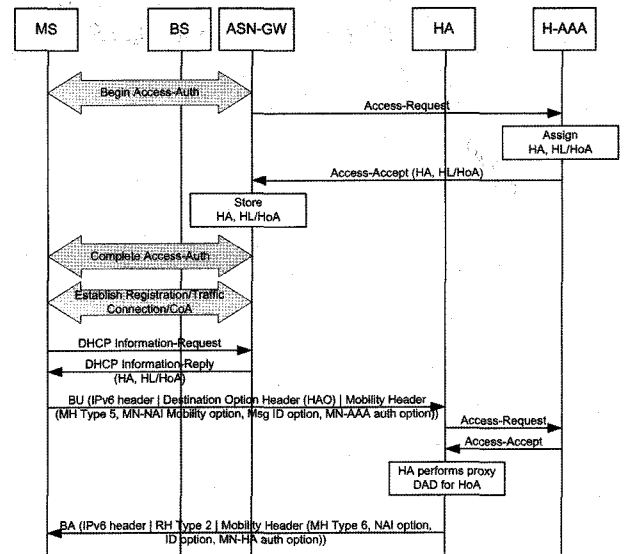 MS BS ASN-GW HA H-AAA
Begin Access-Auth
Access-Request
Assign
HA, HL/HoA
Access-Accept (HA, HL/HoA)
Store
HA, HL/HoA
Complete Access-Auth
Establish Registration/Traffic
Connection/CoA
DHCP Information-Request
DHCP Information-Reply
(HA, HL/HoA)
BU (IPv6 header | Destination Option Header (HAO) | Mobility Header
(MH Type 5, MN-NAI Mobility option, Msg ID option, MN-AAA auth option))
Access-Request
Access-Accept
HA performs proxy
DAD for HoA
BA (IPv6 header | RH Type 2 | Mobility Header (MH Type 6, NAI option,
ID option, MN-HA auth option))